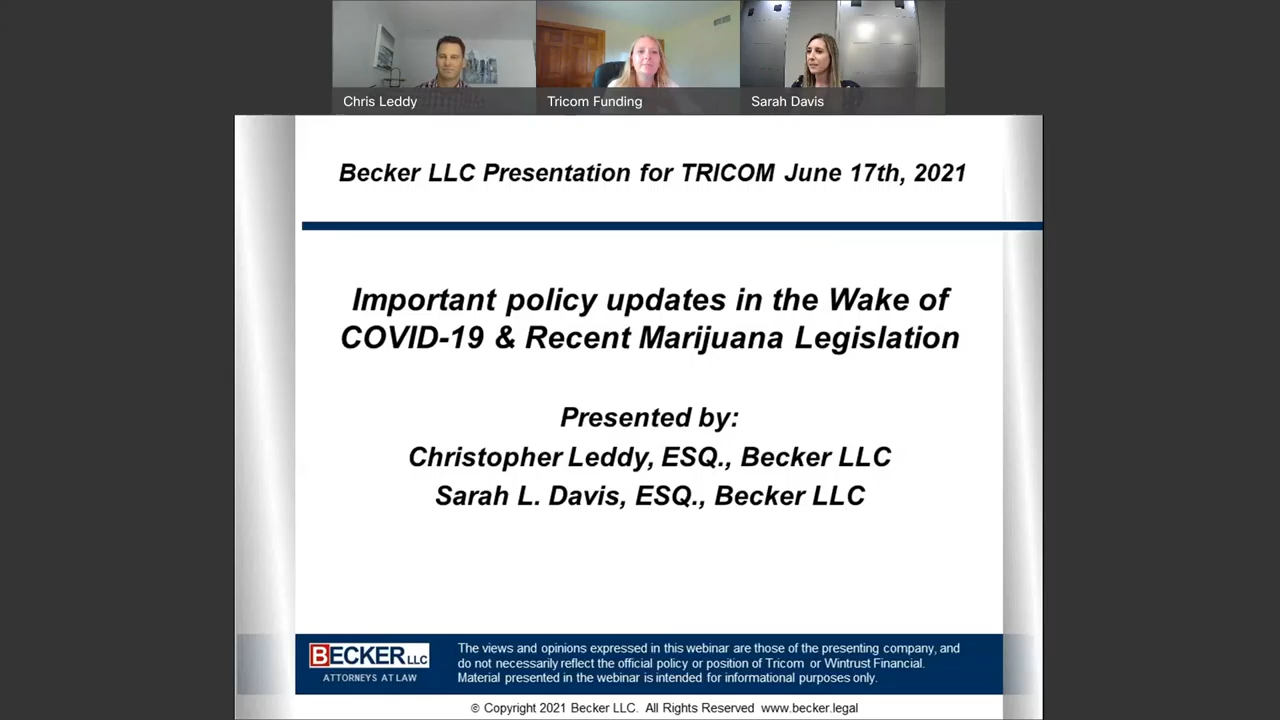 Chris Leddy
Tricom Funding
Sarah Davis
Becker LLC Presentation for TRICOM June 17th, 2021
Important policy updates in the Wake of
COVID-19 & Recent Marijuana Legislation
Presented by:
Christopher Leddy, ESQ., Becker LLC
Sarah L. Davis, ESQ., Becker LLC
BECKER LLC
ATTORNEYS AT LAW
The views and opinions expressed in this webinar are those of the presenting company, and
do not necessarily reflect the official policy or position of Tricom or Wintrust Financial.
Material presented in the webinar is intended for informational purposes only.
© Copyright 2021 Becker LLC. All Rights Reserved www.becker.legal